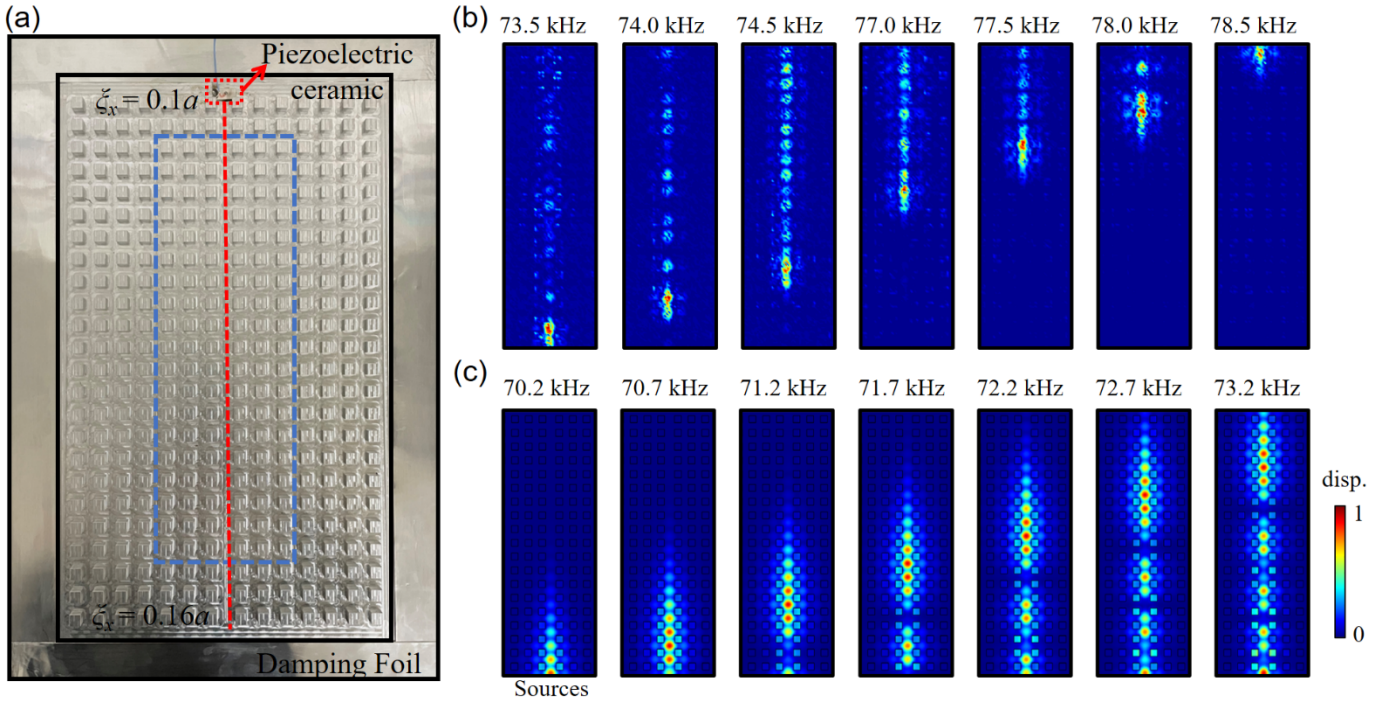 (a)
Piezoelectric
ceramic
ξx = 0.1a
ξx = 0.16a
Damping Foil
(b)
73.5 kHz 74.0 kHz 74.5 kHz 77.0 kHz 77.5 kHz 78.0 kHz 78.5 kHz
(c)
70.2 kHz 70.7 kHz 71.2 kHz 71.7 kHz 72.2 kHz 72.7 kHz 73.2 kHz
disp.
1
0
Sources